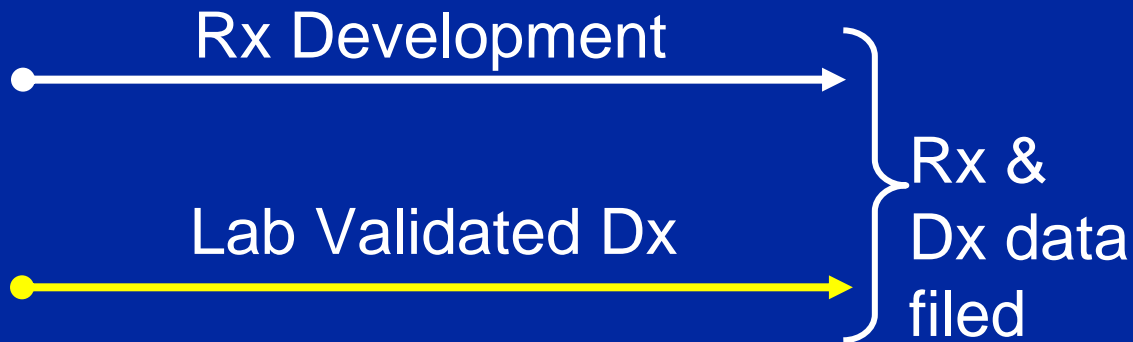 Rx Development
Lab Validated Dx
Rx &
Dx data
filed